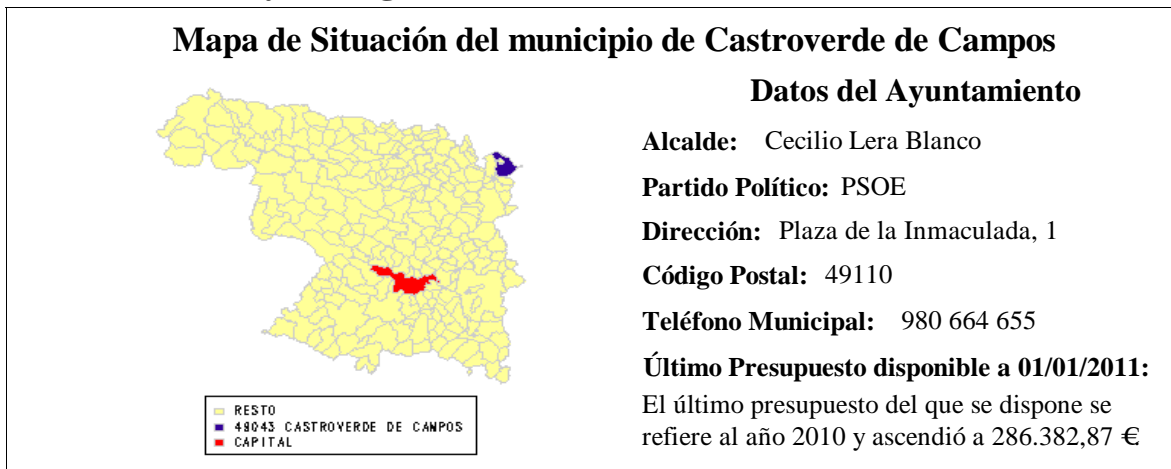 Mapa de Situación del municipio de Castroverde de Campos
Datos del Ayuntamiento
Alcalde: Cecilio Lera Blanco
Partido Político: PSOE
Dirección: Plaza de la Inmaculada, 1
Código Postal: 49110
Teléfono Municipal: 980 664 655
Último Presupuesto disponible a 01/01/2011:
El último presupuesto del que se dispone se
refiere al año 2010 y ascendió a 286.382,87 €
RESTO
49043 CASTROVERDE DE CAMPOS
CAPITAL